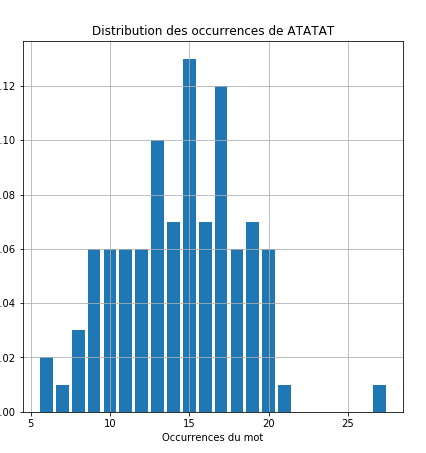 Distribution des occurrences de ATATAT
.12
.10
.08
.06
.04
.02
.00
5 10 15 20 25
Occurrences du mot